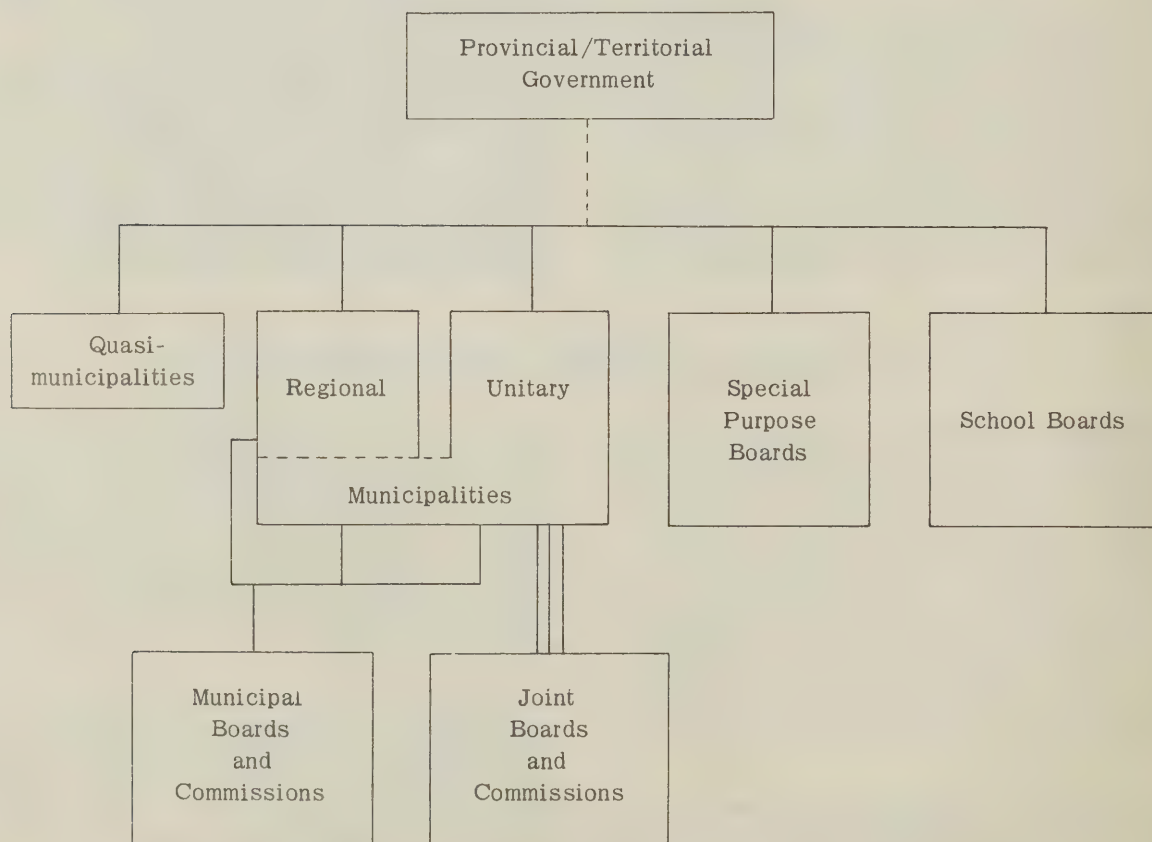 Provincial/Territorial
Government
Quasi-
municipalities
Regional
Unitary
Municipalities
Special
Purpose
Boards
School Boards
Municipal
Boards
and
Commissions
Joint
Boards
and
Commissions